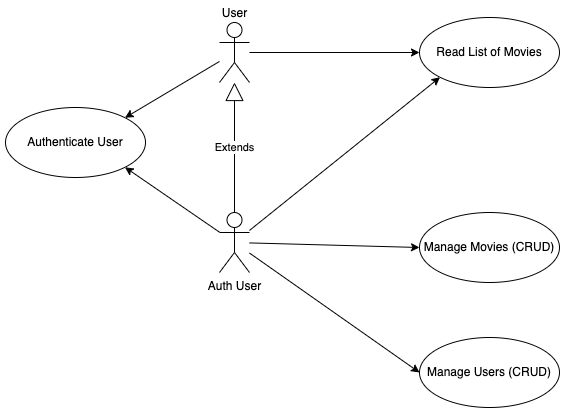 User
Read List of Movies
Authenticate User
Extends
Manage Movies (CRUD)
Auth User
Manage Users (CRUD)